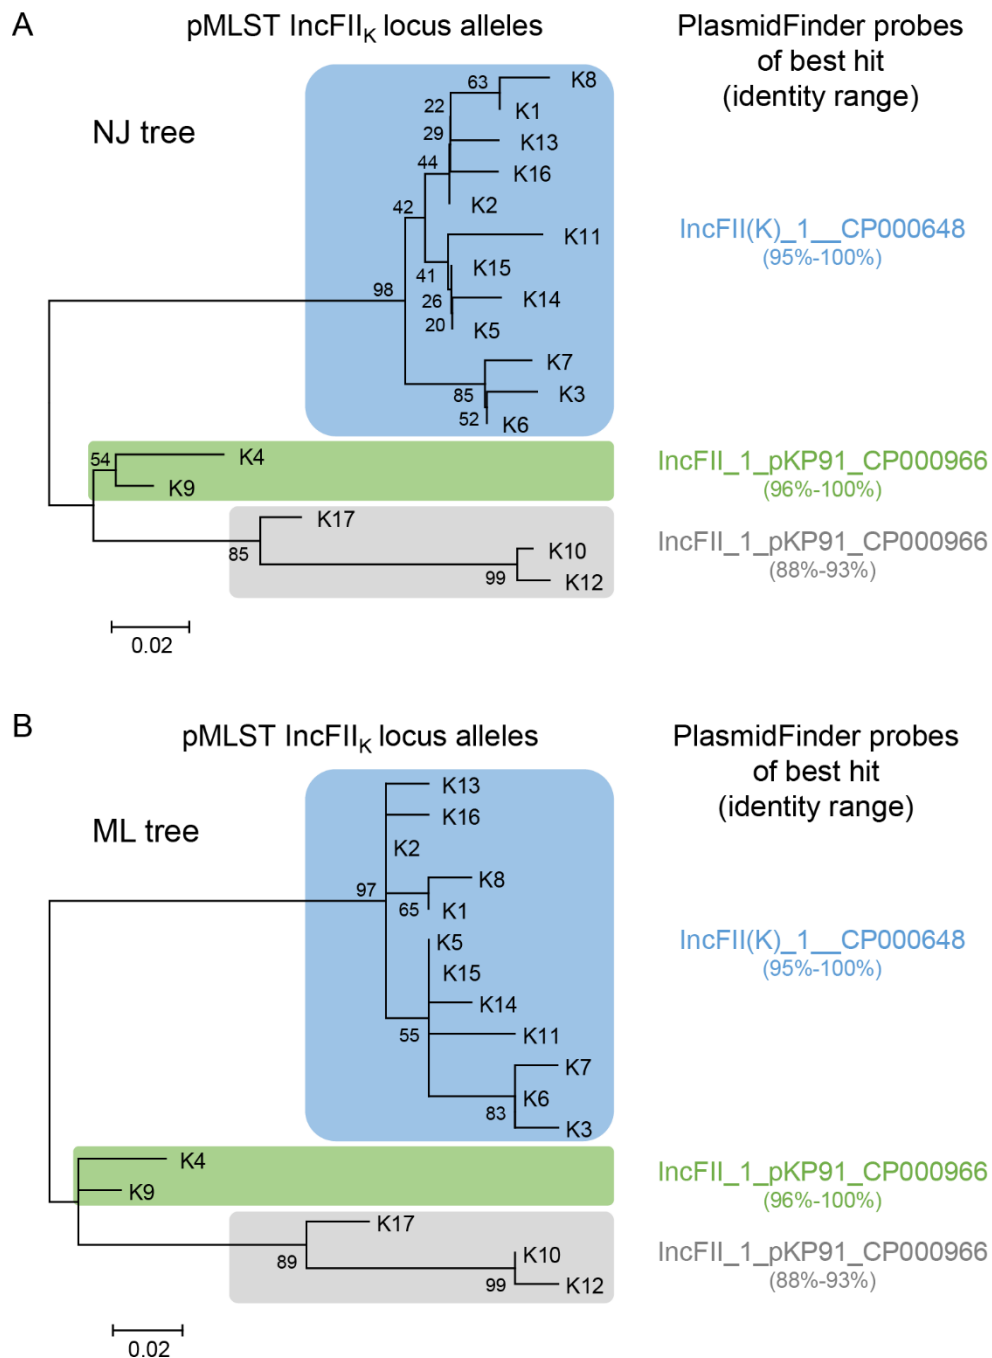 A
pMLST IncFIIK locus alleles
PlasmidFinder probes
of best hit
(identity range)
NJ tree
63
K8
22
K1
29
K13
44
K16
42
K2
K11
41
K15
98
26
K14
20
K5
K7
85
K3
52
K6
IncFII(K)_1__CP000648
(95%-100%)
54
K4
K9
IncFII_1_pKP91_CP000966
(96%-100%)
K17
85
K10
99
K12
IncFII_1_pKP91_CP000966
(88%-93%)
0.02
B
pMLST IncFIIK locus alleles
PlasmidFinder probes
of best hit
(identity range)
ML tree
K13
K16
K2
97
K8
65
K1
K5
K15
K14
55
K11
K7
K6
83
K3
IncFII(K)_1__CP000648
(95%-100%)
K4
K9
IncFII_1_pKP91_CP000966
(96%-100%)
K17
89
K10
99
K12
IncFII_1_pKP91_CP000966
(88%-93%)
0.02